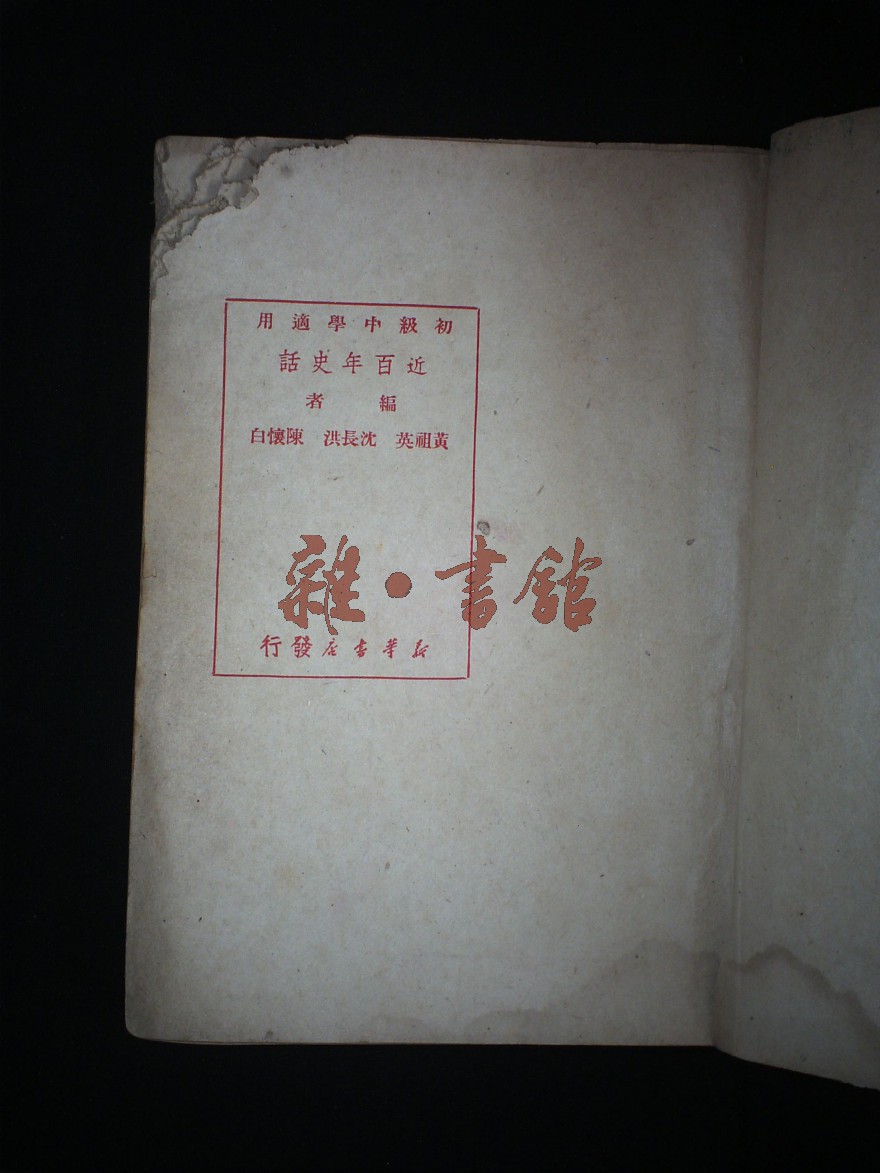 初級中學適用
近百年史話
編者
黃祖英 沈長洪 陳懷白
雜·書館
新華書店發行